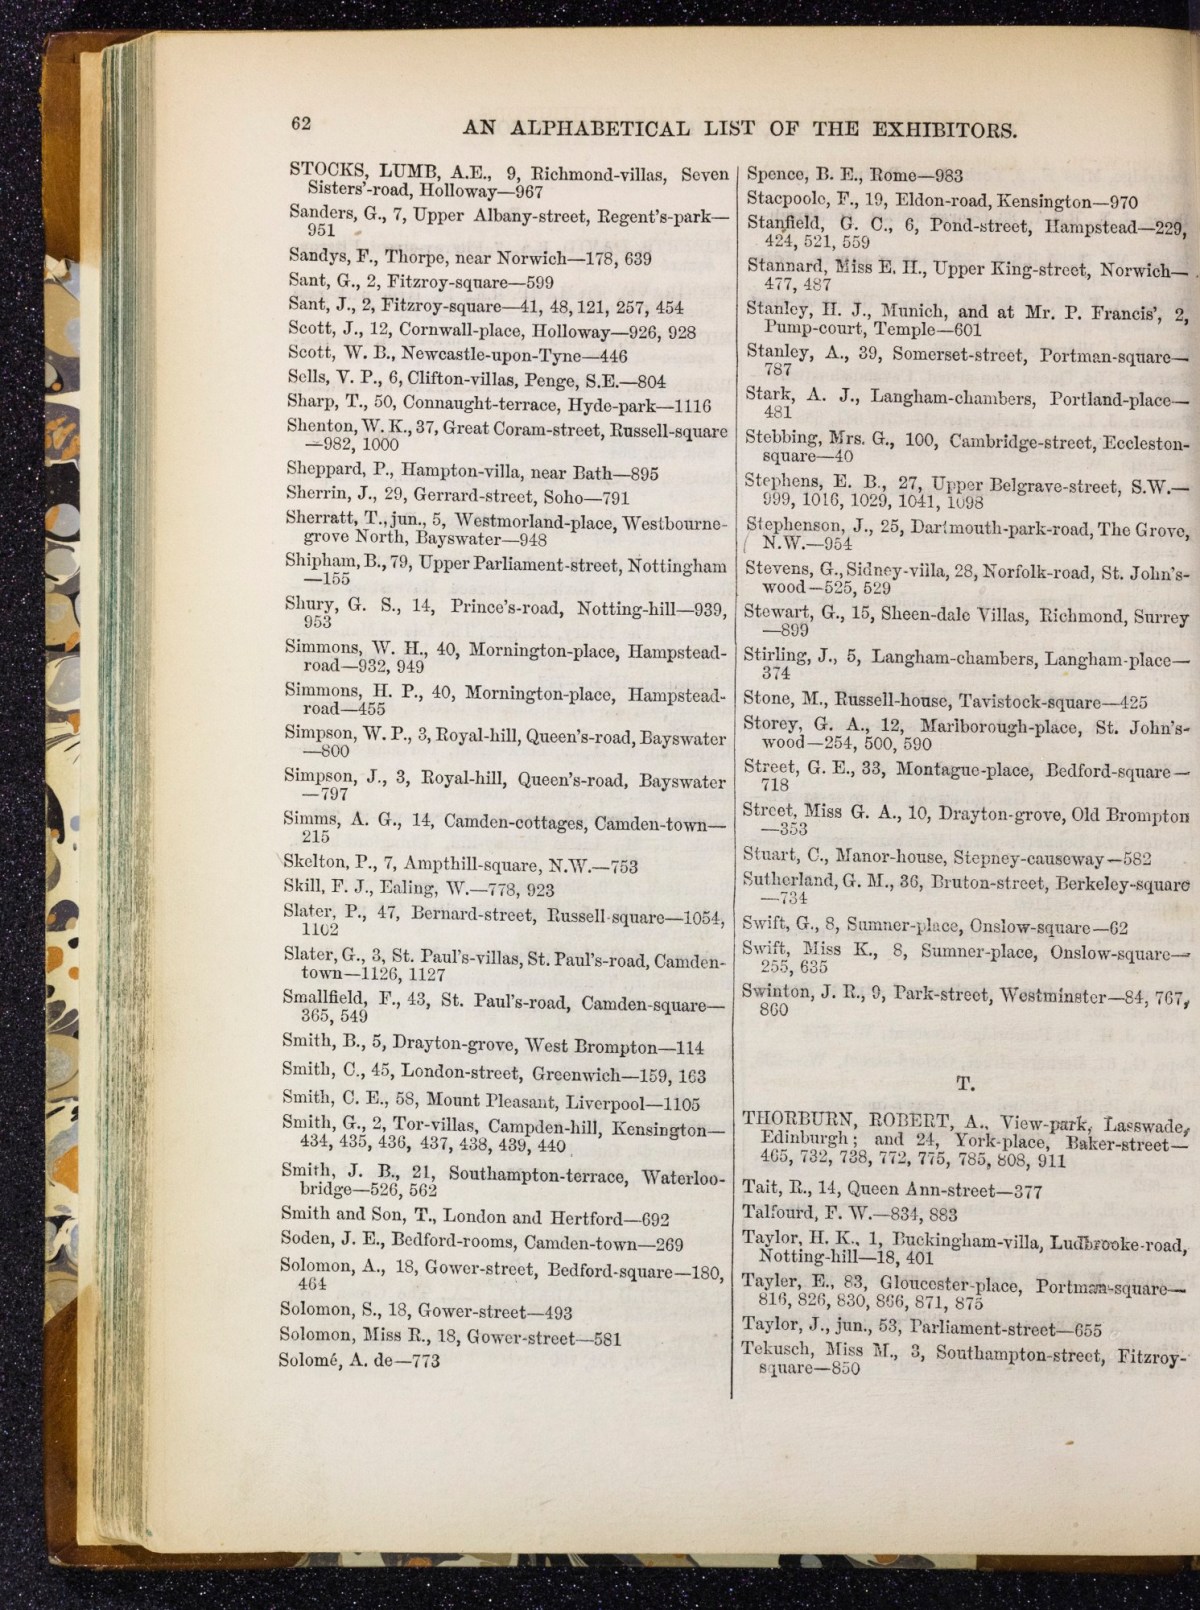 62
AN ALPHABETICAL LIST OF THE EXHIBITORS.
STOCKS, LUMB, A.E., 9, Richmond-villas, Seven
Sisters'-road, Holloway—967
Sanders, G., 7, Upper Albany-street, Regent's-park—
951
Sandys, F., Thorpe, near Norwich—178, 639
Sant, G., 2, Fitzroy-square—599
Sant, J., 2, Fitzroy-square—41, 48, 121, 257, 454
Scott, J., 12, Cornwall-place, Holloway—926, 928
Scott, W. B., Newcastle-upon-Tyne—446
Sells, V. P., 6, Clifton-villas, Penge, S.E.—804
Sharp, T., 50, Connaught-terrace, Hyde-park—1116
Shenton, W. K., 37, Great Coram-street, Russell-square
—982, 1000
Sheppard, P., Hampton-villa, near Bath—895
Sherrin, J., 29, Gerrard-street, Soho—791
Sherratt, T., jun., 5, Westmorland-place, Westbourne-
grove North, Bayswater—948
Shipham, B., 79, Upper Parliament-street, Nottingham
—155
Shury, G. S., 14, Prince's-road, Notting-hill—939,
953
Simmons, W. H., 40, Mornington-place, Hampstead-
road—932, 949
Simmons, H. P., 40, Mornington-place, Hampstead-
road—455
Simpson, W. P., 3, Royal-hill, Queen's-road, Bayswater
—800
Simpson, J., 3, Royal-hill, Queen's-road, Bayswater
—797
Simms, A. G., 14, Camden-cottages, Camden-town—
215
Skelton, P., 7, Ampthill-square, N.W.—753
Skill, F. J., Ealing, W.—778, 923
Slater, P., 47, Bernard-street, Russell-square—1054,
1102
Slater, G., 3, St. Paul's-villas, St. Paul's-road, Camden-
town—1126, 1127
Smallfield, F., 43, St. Paul's-road, Camden-square—
365, 549
Smith, B., 5, Drayton-grove, West Brompton—114
Smith, C., 45, London-street, Greenwich—159, 163
Smith, C. E., 58, Mount Pleasant, Liverpool—1105
Smith, G., 2, Tor-villas, Campden-hill, Kensington—
434, 435, 436, 437, 438, 439, 440
Smith, J. B., 21, Southampton-terrace, Waterloo-
bridge—526, 562
Smith and Son, T., London and Hertford—692
Soden, J. E., Bedford-rooms, Camden-town—269
Solomon, A., 18, Gower-street, Bedford-square—180,
464
Solomon, S., 18, Gower-street—493
Solomon, Miss R., 18, Gower-street—581
Solomé, A. de—773
Spence, B. E., Rome—983
Stacpoole, F., 19, Eldon-road, Kensington—970
Stanfield, G. C., 6, Pond-street, Hampstead—229,
424, 521, 559
Stannard, Miss E. H., Upper King-street, Norwich—
477, 487
Stanley, H. J., Munich, and at Mr. P. Francis', 2,
Pump-court, Temple—601
Stanley, A., 39, Somerset-street, Portman-square—
787
Stark, A. J., Langham-chambers, Portland-place—
481
Stebbing, Mrs. G., 100, Cambridge-street, Eccleston-
square—40
Stephens, E. B., 27, Upper Belgrave-street, S.W.—
999, 1016, 1029, 1041, 1098
Stephenson, J., 25, Dartmouth-park-road, The Grove,
N.W.—954
Stevens, G., Sidney-villa, 28, Norfolk-road, St. John's-
wood—525, 529
Stewart, G., 15, Sheen-dale Villas, Richmond, Surrey
—899
Stirling, J., 5, Langham-chambers, Langham-place—
374
Stone, M., Russell-house, Tavistock-square—425
Storey, G. A., 12, Marlborough-place, St. John's-
wood—254, 500, 590
Street, G. E., 33, Montague-place, Bedford-square—
718
Street, Miss G. A., 10, Drayton-grove, Old Brompton
—353
Stuart, C., Manor-house, Stepney-causeway—582
Sutherland, G. M., 36, Bruton-street, Berkeley-square
—734
Swift, G., 8, Sumner-place, Onslow-square—62
Swift, Miss K., 8, Sumner-place, Onslow-square—
255, 635
Swinton, J. R., 9, Park-street, Westminster—84, 767,
860
T.
THORBURN, ROBERT, A., View-park, Lasswade,
Edinburgh; and 24, York-place, Baker-street—
465, 732, 738, 772, 775, 785, 808, 911
Tait, R., 14, Queen Ann-street—377
Talfourd, F. W.—834, 883
Taylor, H. K., 1, Buckingham-villa, Ludbrooke-road,
Notting-hill—18, 401
Tayler, E., 83, Gloucester-place, Portman-square—
816, 826, 830, 866, 871, 875
Taylor, J., jun., 53, Parliament-street—655
Tekusch, Miss M., 3, Southampton-street, Fitzroy-
square—850